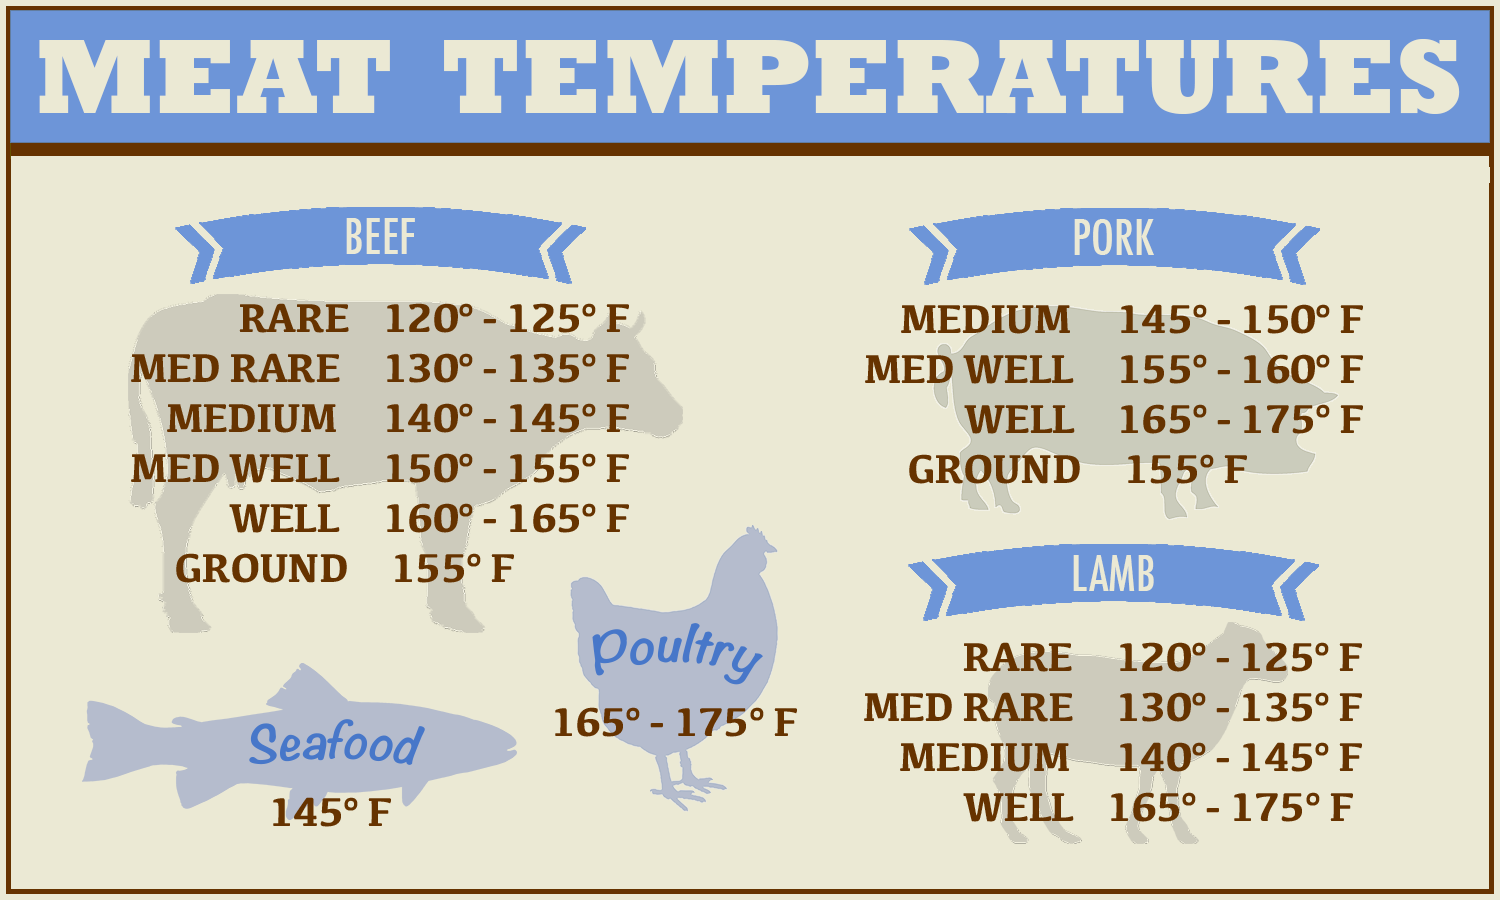 MEAT TEMPERATURES
BEEF
RARE 120° - 125° F
MED RARE 130° - 135° F
MEDIUM 140° - 145° F
MED WELL 150° - 155° F
WELL 160° - 165° F
GROUND 155° F
Seafood
145° F
Poultry
165° - 175° F
PORK
MEDIUM 145° - 150° F
MED WELL 155° - 160° F
WELL 165° - 175° F
GROUND 155° F
LAMB
RARE 120° - 125° F
MED RARE 130° - 135° F
MEDIUM 140° - 145° F
WELL 165° - 175° F